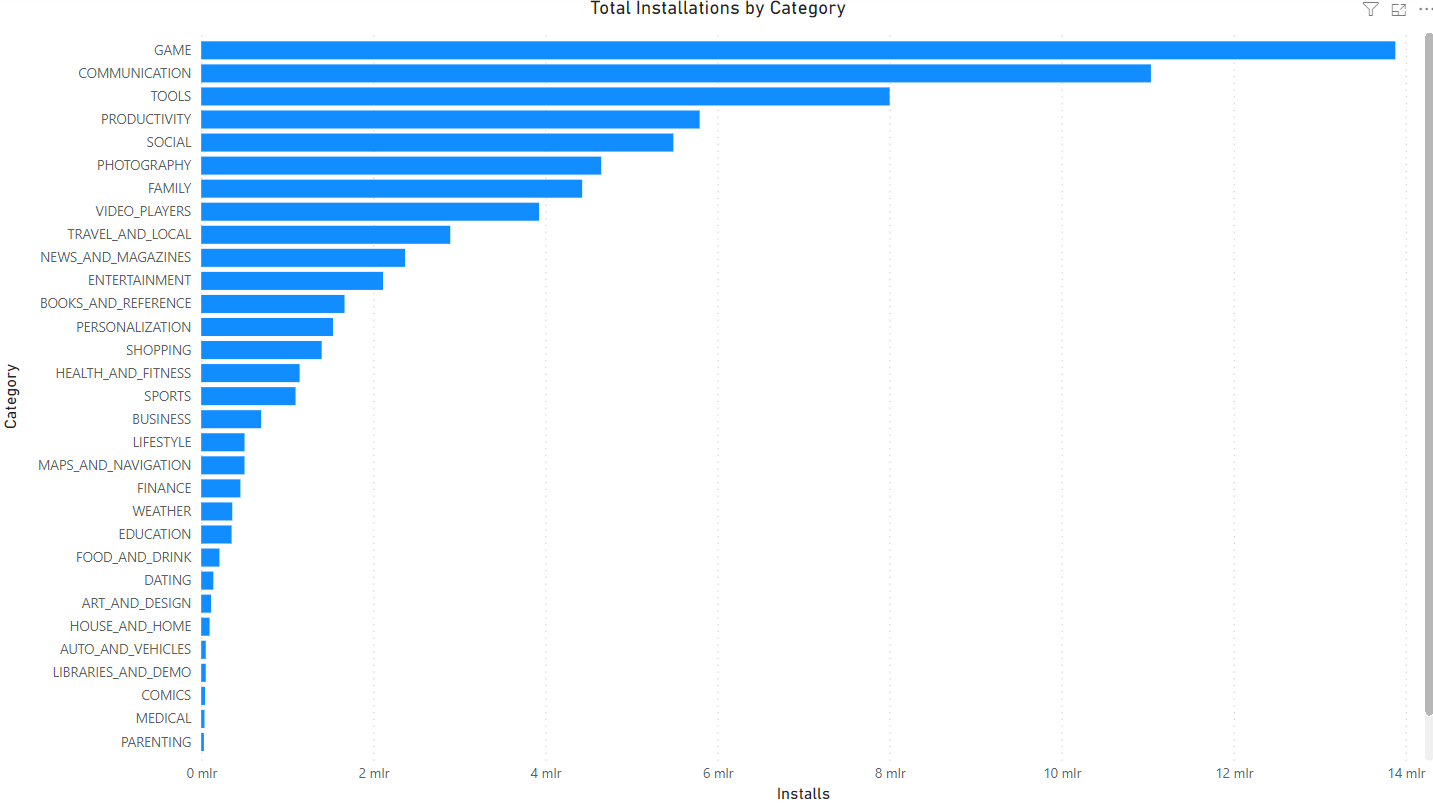 Total Installations by Category
GAME
COMMUNICATION
TOOLS
PRODUCTIVITY
SOCIAL
PHOTOGRAPHY
FAMILY
VIDEO_PLAYERS
TRAVEL_AND_LOCAL
NEWS_AND_MAGAZINES
ENTERTAINMENT
BOOKS_AND_REFERENCE
PERSONALIZATION
SHOPPING
HEALTH_AND_FITNESS
SPORTS
BUSINESS
LIFESTYLE
MAPS_AND_NAVIGATION
FINANCE
WEATHER
EDUCATION
FOOD_AND_DRINK
DATING
ART_AND_DESIGN
HOUSE_AND_HOME
AUTO_AND_VEHICLES
LIBRARIES_AND_DEMO
COMICS
MEDICAL
PARENTING
Category
0 mlr 2 mlr 4 mlr 6 mlr 8 mlr 10 mlr 12 mlr 14 mlr
Installs